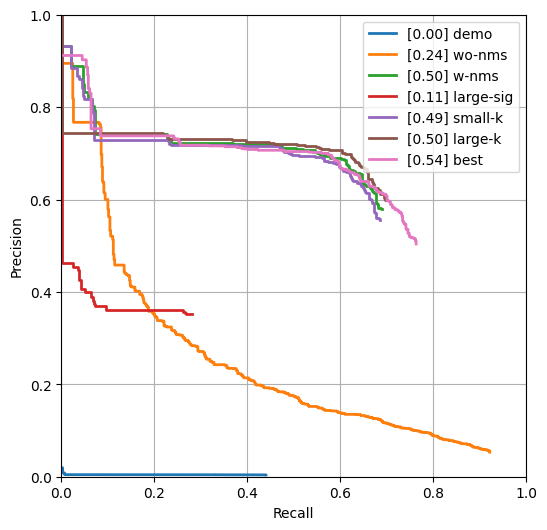 1.0
0.8
0.6
0.4
0.2
0.0
Precision
0.0 0.2 0.4 0.6 0.8 1.0
Recall
[0.00] demo
[0.24] wo-nms
[0.50] w-nms
[0.11] large-sig
[0.49] small-k
[0.50] large-k
[0.54] best